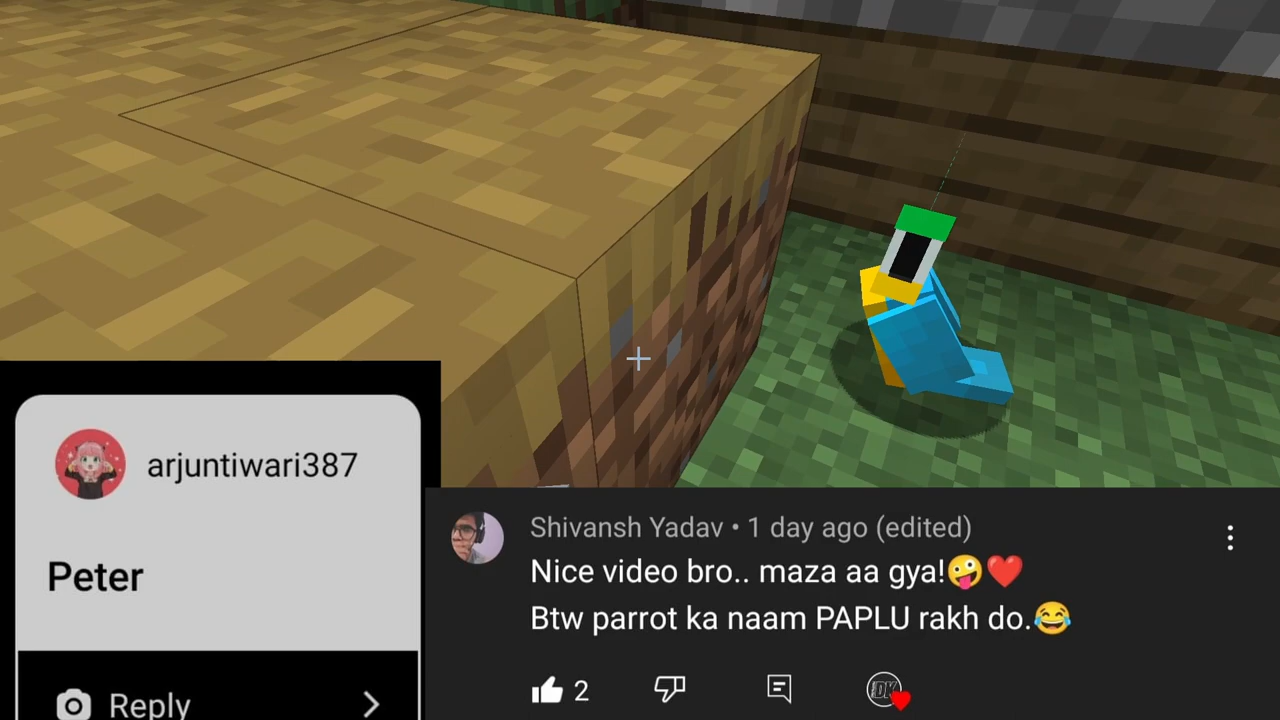 arjuntiwari387
Peter
Reply
Shivansh Yadav • 1 day ago (edited)
Nice video bro.. maza aa gya!🤪❤️
Btw parrot ka naam PAPLU rakh do.😂
2
DK